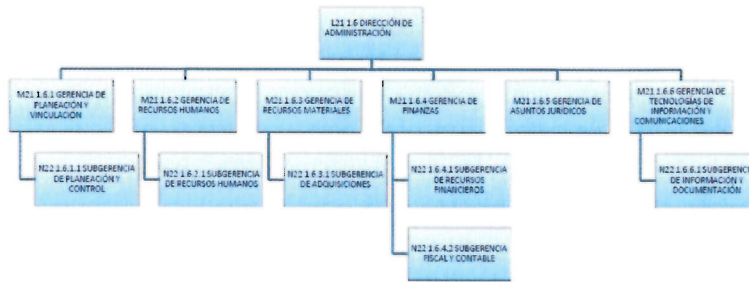 L21 1.6 DIRECCIÓN DE
ADMINISTRACIÓN
M21 1.6.1 GERENCIA DE
PLANEACIÓN Y
VINCULACIÓN
M21 1.6.2 GERENCIA DE
RECURSOS HUMANOS
M21 1.6.3 GERENCIA DE
RECURSOS MATERIALES
M21 1.6.4 GERENCIA DE
FINANZAS
M21 1.6.5 GERENCIA DE
ASUNTOS JURÍDICOS
M21 1.6.6 GERENCIA DE
TECNOLOGÍAS DE
INFORMACIÓN Y
COMUNICACIONES
N22 1.6.1.1 SUBGERENCIA
DE PLANEACIÓN Y
CONTROL
N22 1.6.2.1 SUBGERENCIA
DE RECURSOS HUMANOS
N22 1.6.3.1 SUBGERENCIA
DE ADQUISICIONES
N22 1.6.4.1 SUBGERENCIA
DE RECURSOS
FINANCIEROS
N22 1.6.6.1 SUBGERENCIA
DE INFORMACIÓN Y
DOCUMENTACIÓN
N22 1.6.4.2 SUBGERENCIA
FISCAL Y CONTABLE